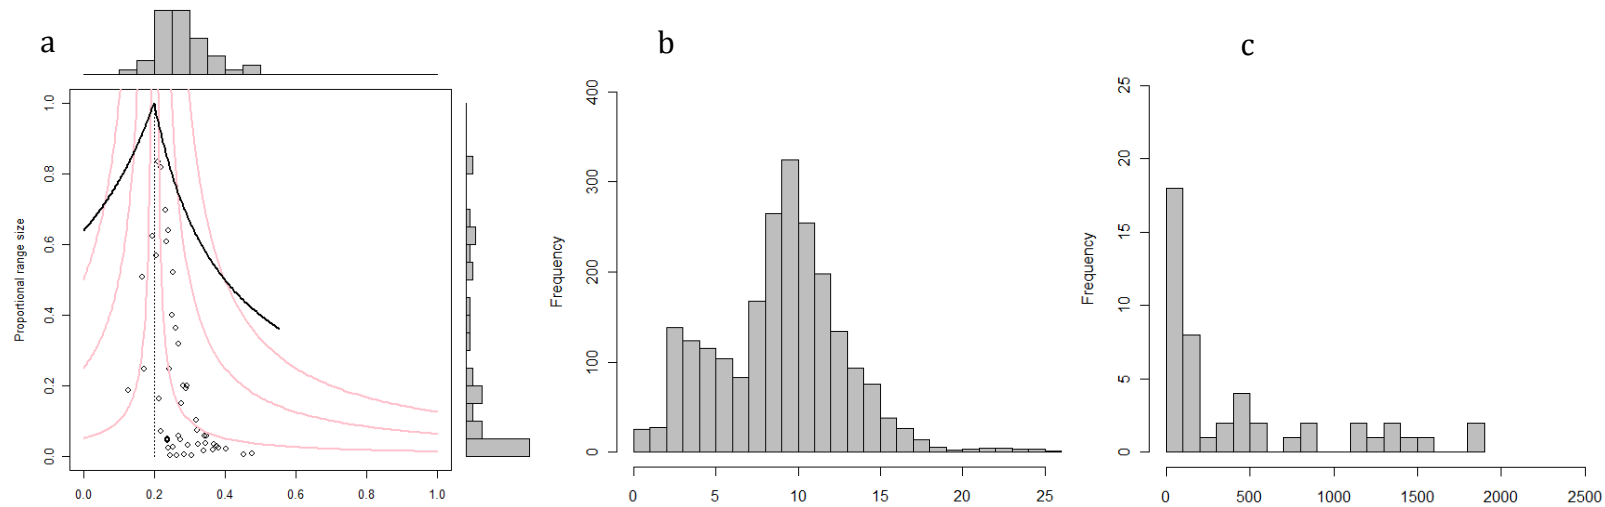 a
Proportional range size
0.0 0.2 0.4 0.6 0.8 1.0
0.0 0.2 0.4 0.6 0.8 1.0
b
Frequency
0 100 200 300 400
0 5 10 15 20 25
c
Frequency
0 5 10 15 20 25
0 500 1000 1500 2000 2500